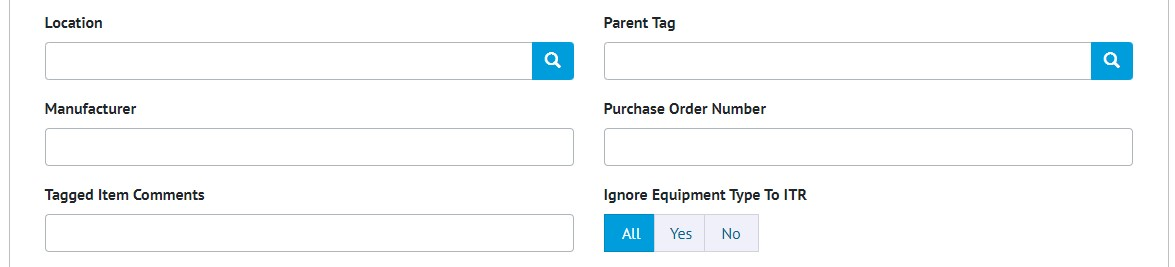 Location
Parent Tag
Manufacturer
Purchase Order Number
Tagged Item Comments
Ignore Equipment Type To ITR
All Yes No